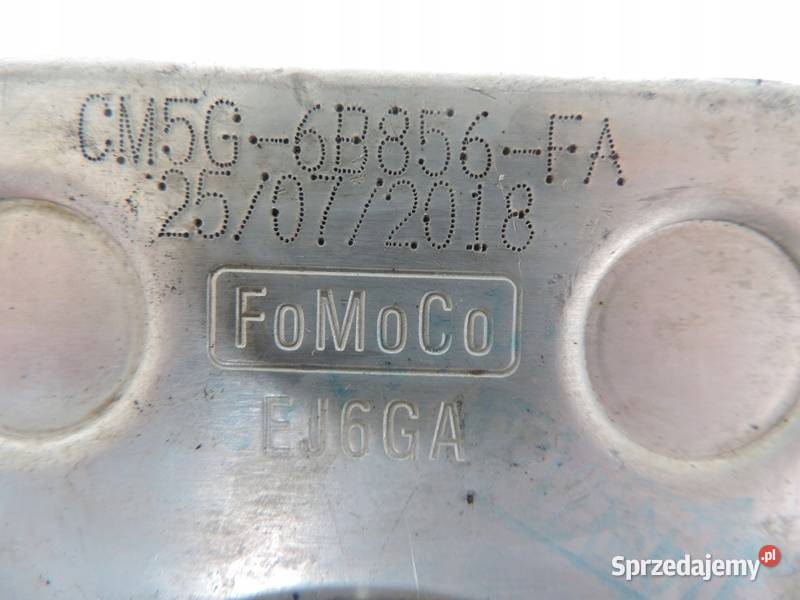 CM5G-6B856-FA
25/07/2018
FoMoCo
EJ6GA
Sprzedajemy.pl